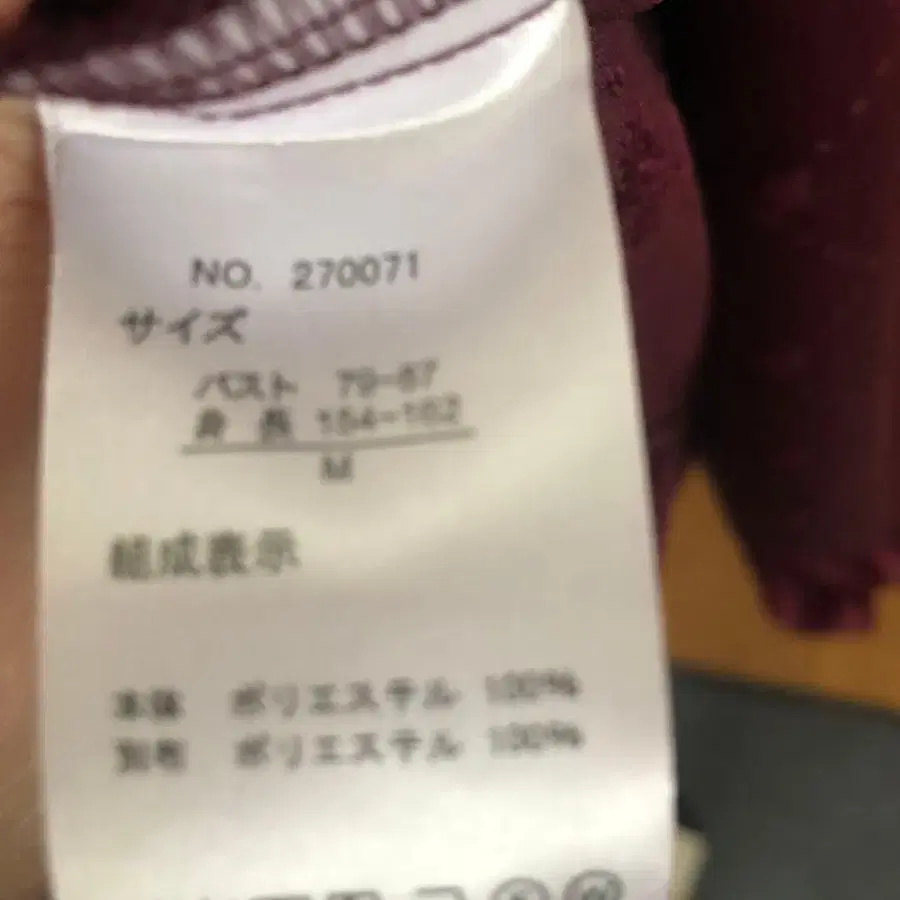 NO. 270071
サイズ
バスト 79-87
身長 154-162
M
組成表示
本体 ポリエステル 100%
別布 ポリエステル 100%